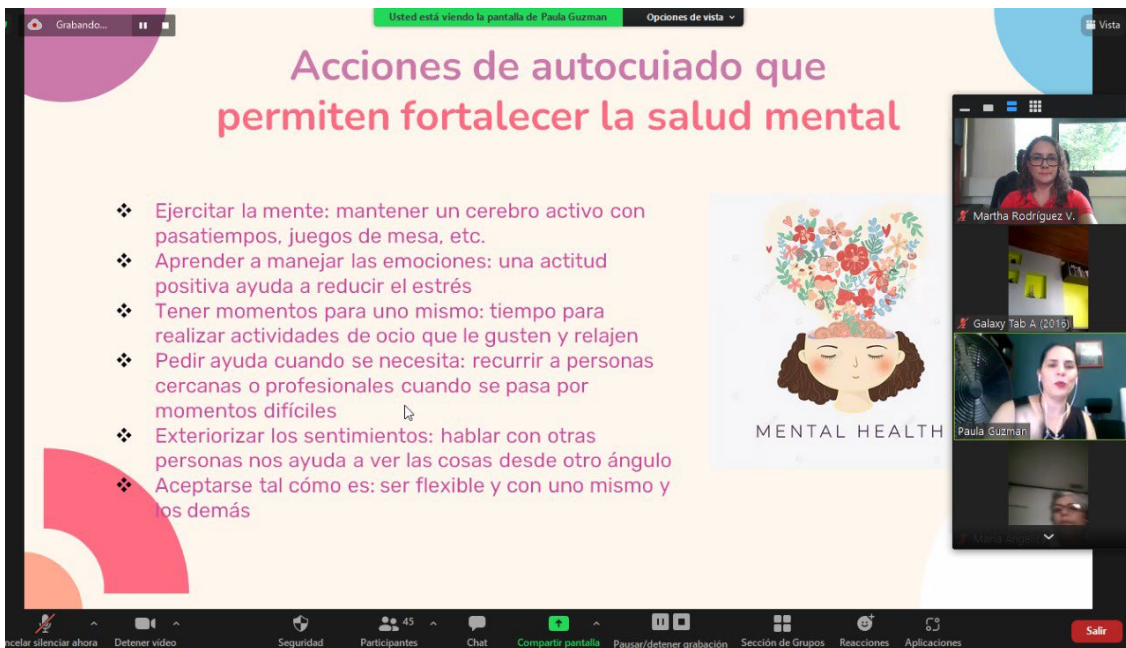 Grabando...
Usted está viendo la pantalla de Paula Guzman
Opciones de vista
Vista
Acciones de autocuiado que
permiten fortalecer la salud mental
❖ Ejercitar la mente: mantener un cerebro activo con
pasatiempos, juegos de mesa, etc.
❖ Aprender a manejar las emociones: una actitud
positiva ayuda a reducir el estrés
❖ Tener momentos para uno mismo: tiempo para
realizar actividades de ocio que le gusten y relajen
❖ Pedir ayuda cuando se necesita: recurrir a personas
cercanas o profesionales cuando se pasa por
momentos difíciles
❖ Exteriorizar los sentimientos: hablar con otras
personas nos ayuda a ver las cosas desde otro ángulo
❖ Aceptarse tal cómo es: ser flexible y con uno mismo y
los demás
MENTAL HEALTH
Martha Rodríguez V.
Galaxy Tab A (2016)
Paula Guzman
silenciar ahora
Detener vídeo
Seguridad
45
Participantes
Chat
Compartir pantalla
Pausar/detener grabación
Sección de Grupos
Reacciones
Aplicaciones
Salir